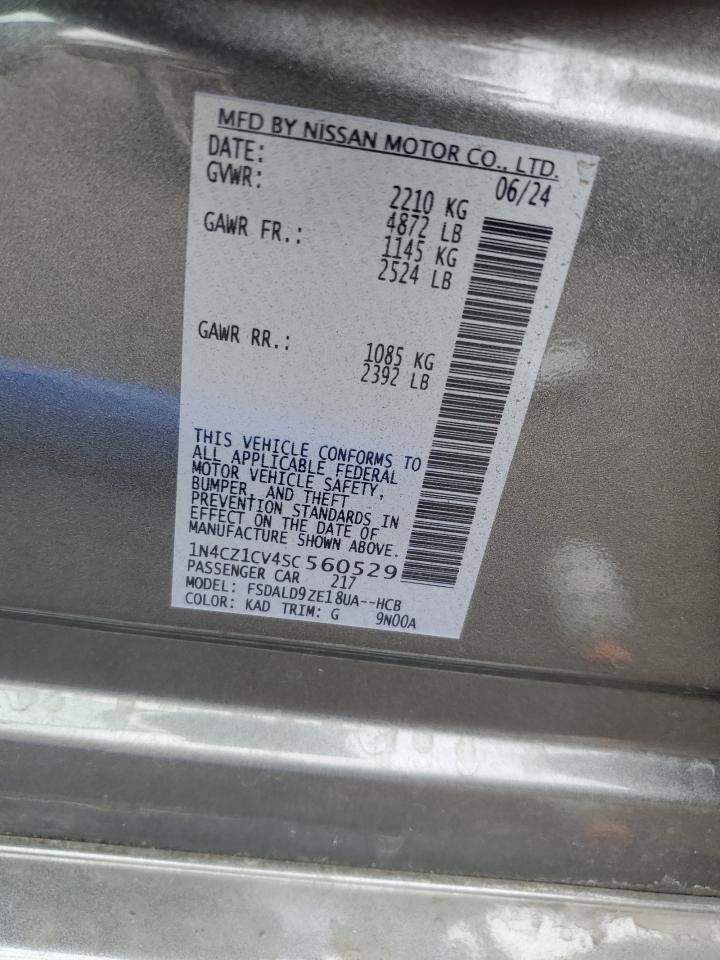 MFD BY NISSAN MOTOR CO., LTD.
DATE: 06/24
GVWR: 2210 KG
4872 LB
GAWR FR.: 1145 KG
2524 LB
GAWR RR.: 1085 KG
2392 LB
THIS VEHICLE CONFORMS TO
ALL APPLICABLE FEDERAL
MOTOR VEHICLE SAFETY,
BUMPER, AND THEFT
PREVENTION STANDARDS IN
EFFECT ON THE DATE OF
MANUFACTURE SHOWN ABOVE.
1N4CZ1CV4SC560529
PASSENGER CAR 217
MODEL: FSDALD9ZE18UA--HCB
COLOR: KAD TRIM: G 9N00A